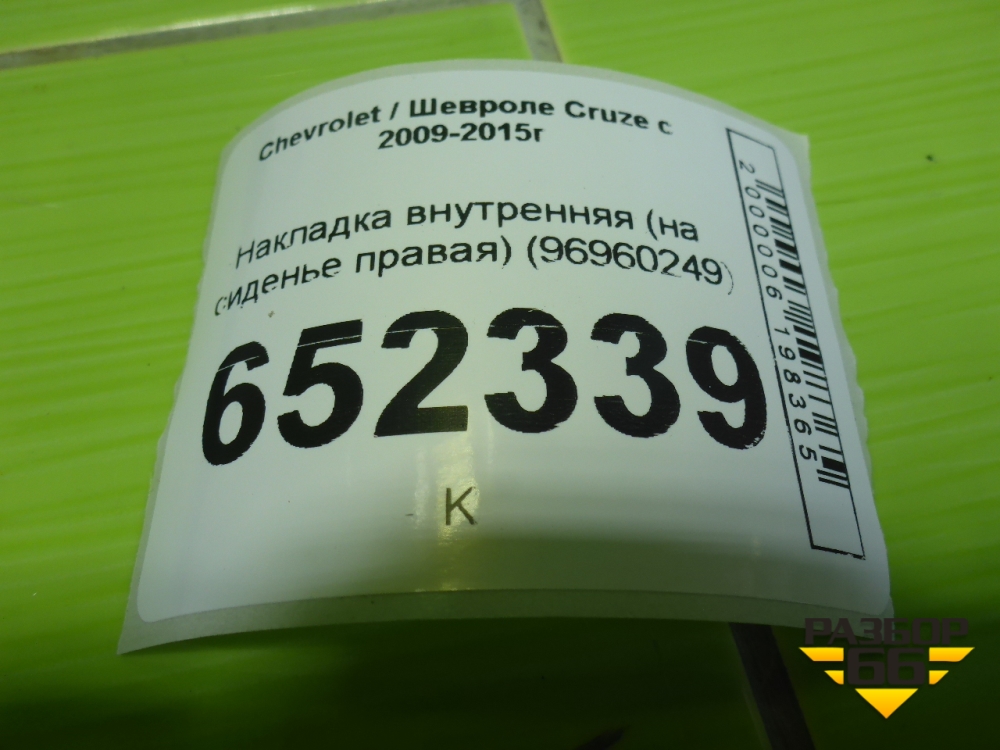 Chevrolet / Шевроле Cruze с
2009-2015г
Накладка внутренняя (на
сиденье правая) (96960249)
652339
К
2000006198365
РАЗБОР
66